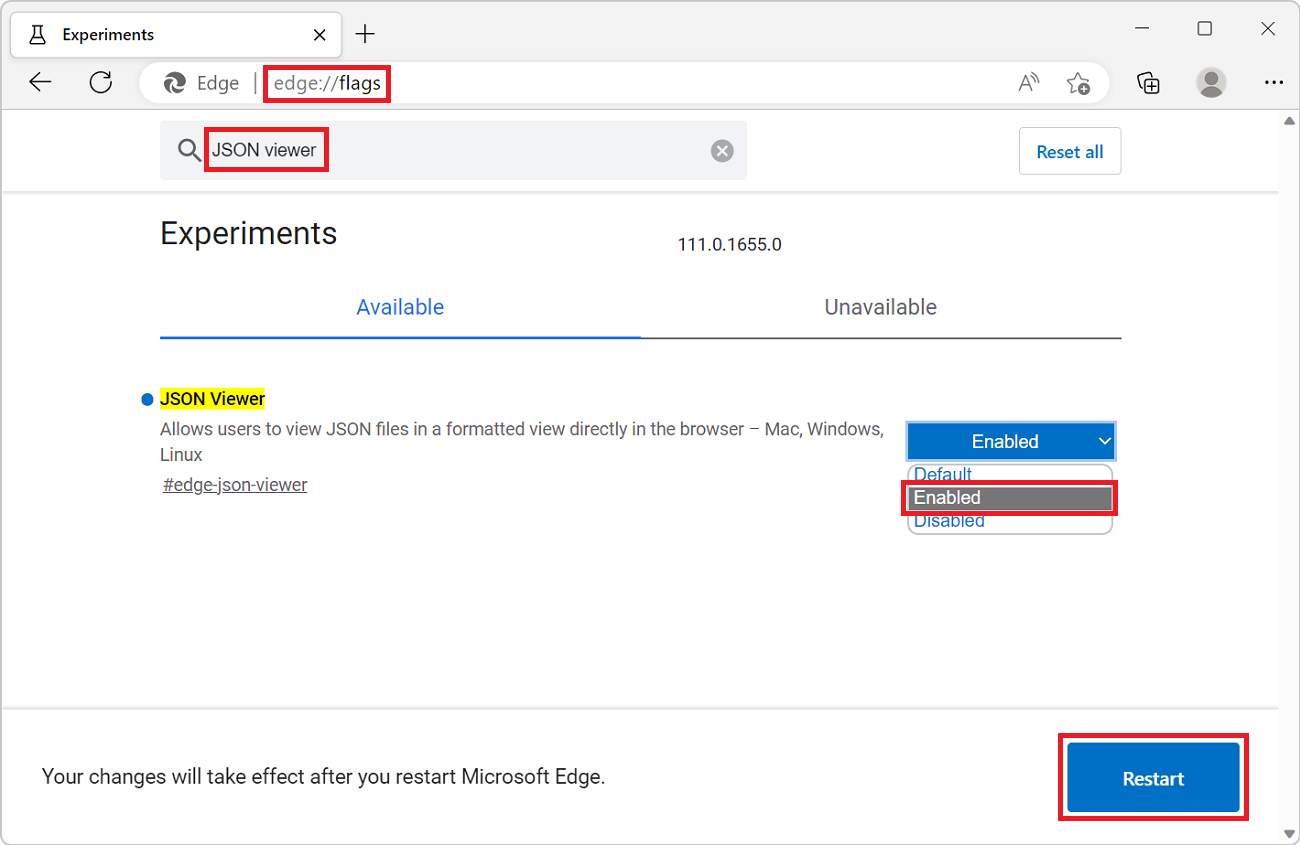 Experiments
Edge | edge://flags
JSON viewer
Reset all
Experiments
111.0.1655.0
Available
Unavailable
JSON Viewer
Allows users to view JSON files in a formatted view directly in the browser – Mac, Windows,
Linux
#edge-json-viewer
Enabled
Default
Enabled
Disabled
Your changes will take effect after you restart Microsoft Edge.
Restart